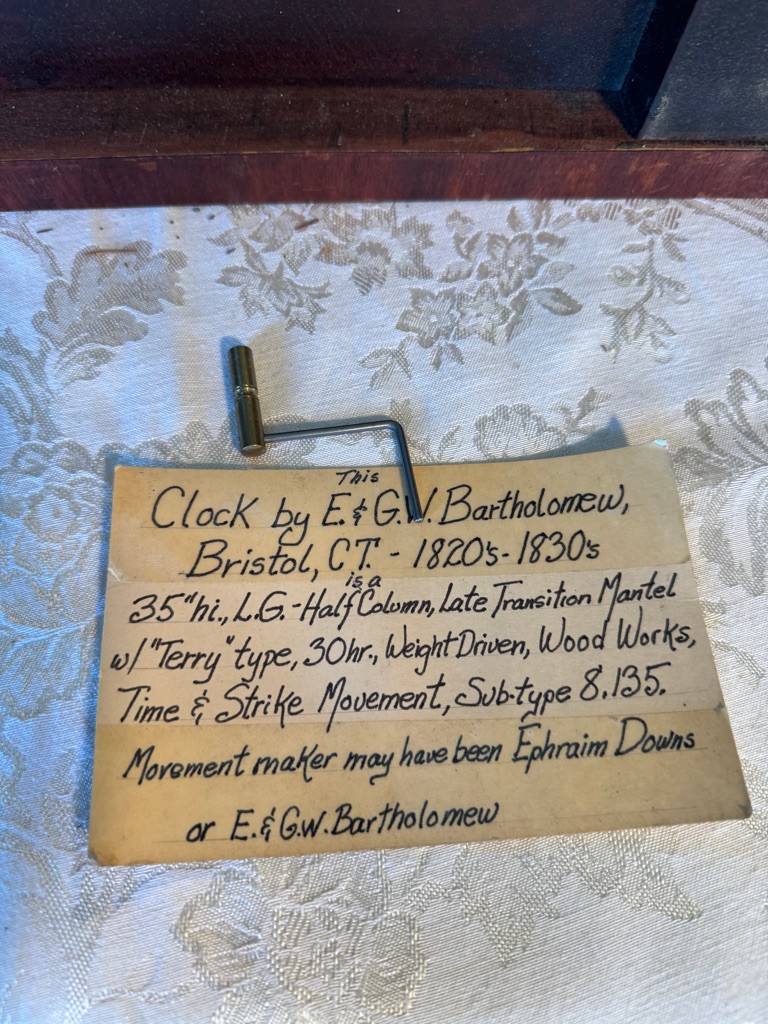 This
Clock by E. & G.W. Bartholomew,
Bristol, CT. - 1820's - 1830's
is a
35" hi., L.G. - Half Column, Late Transition Mantel
w/ "Terry" type, 30 hr., Weight Driven, Wood Works,
Time & Strike Movement, Sub-type 8.135.
Movement maker may have been Ephraim Downs
or E. & G.W. Bartholomew